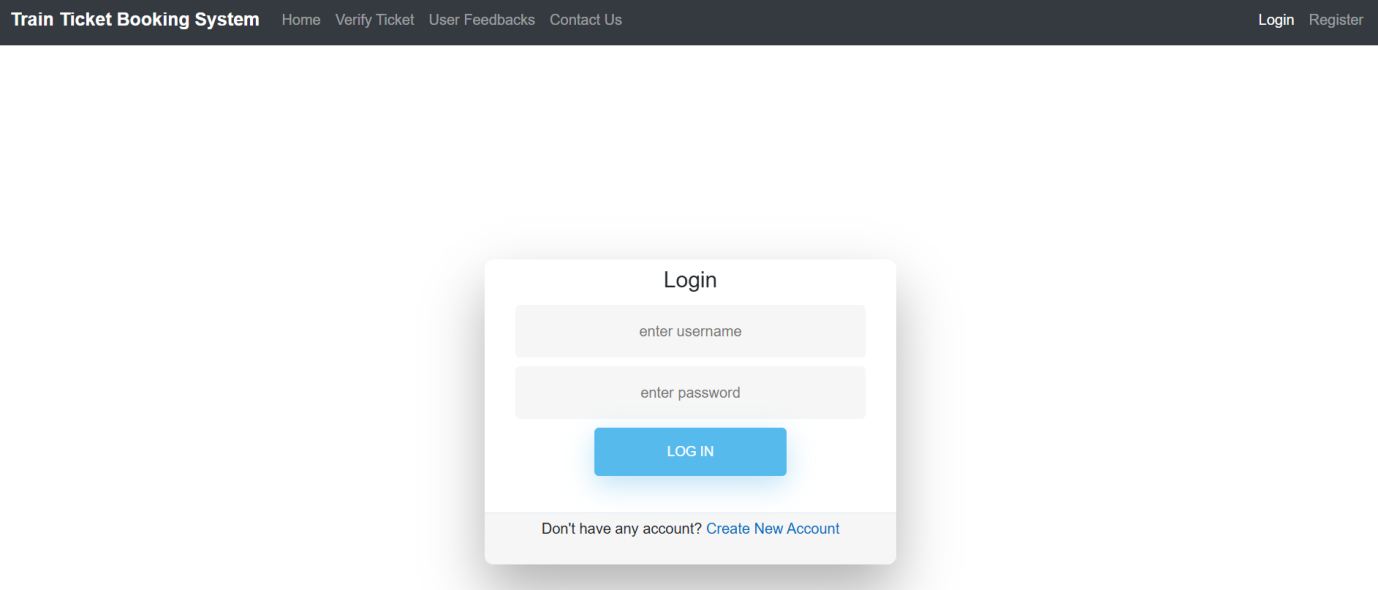 Train Ticket Booking System Home Verify Ticket User Feedbacks Contact Us Login Register
Login
enter username
enter password
LOG IN
Don't have any account? Create New Account